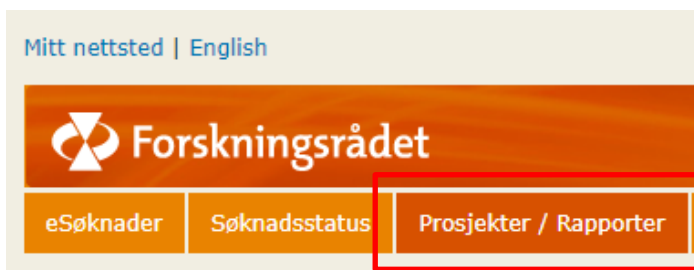 Mitt nettsted | English
Forskningsrådet
eSøknader Søknadsstatus Prosjekter / Rapporter